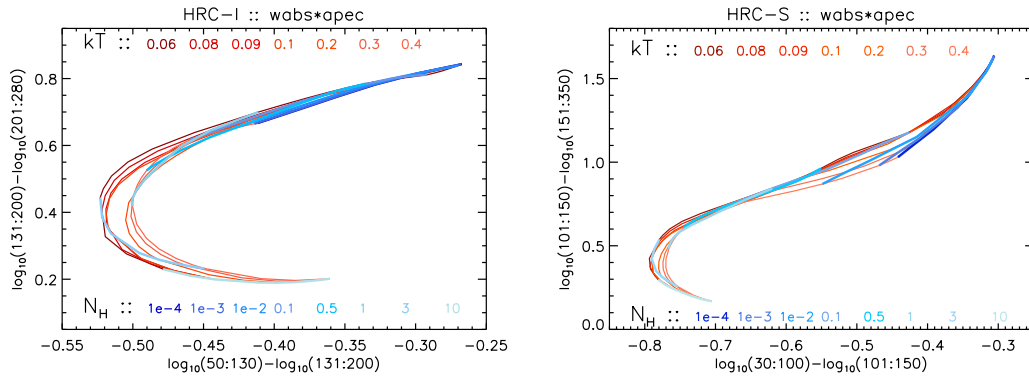 HRC-I :: wabs*apec
kT :: 0.06 0.08 0.09 0.1 0.2 0.3 0.4
log10(131:200)−log10(201:280)
0.8
0.6
0.4
0.2
NH :: 1e-4 1e-3 1e-2 0.1 0.5 1 3 10
−0.55 −0.50 −0.45 −0.40 −0.35 −0.30 −0.25
log10(50:130)−log10(131:200)
HRC-S :: wabs*apec
kT :: 0.06 0.08 0.09 0.1 0.2 0.3 0.4
log10(101:150)−log10(151:350)
1.5
1.0
0.5
0.0
NH :: 1e-4 1e-3 1e-2 0.1 0.5 1 3 10
−0.8 −0.7 −0.6 −0.5 −0.4 −0.3
log10(30:100)−log10(101:150)